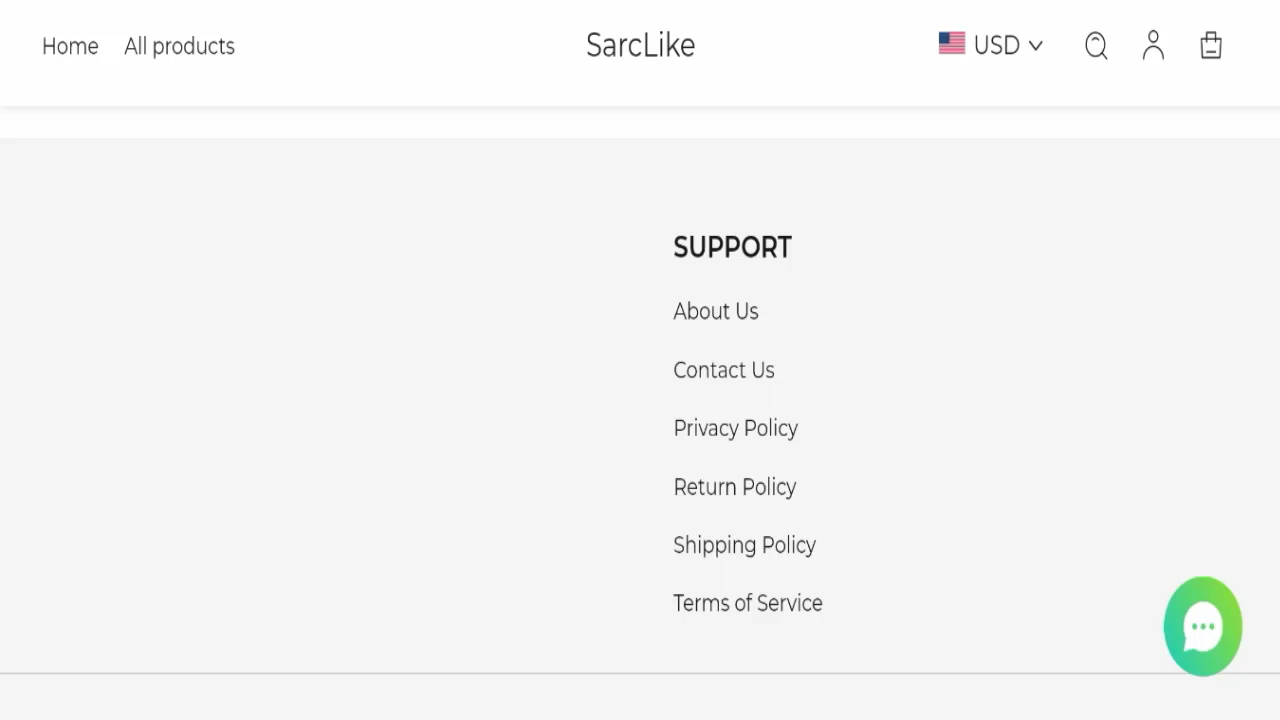 Home All products SarcLike USD
SUPPORT
About Us
Contact Us
Privacy Policy
Return Policy
Shipping Policy
Terms of Service